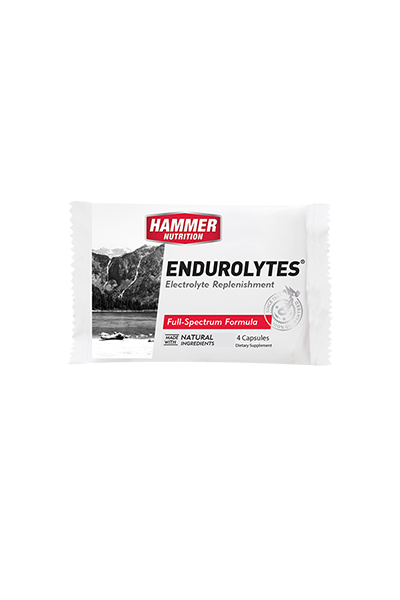 HAMMER
NUTRITION
ENDUROLYTES®
Electrolyte Replenishment
Full-Spectrum Formula
MADE WITH NATURAL INGREDIENTS
4 Capsules
Dietary Supplement